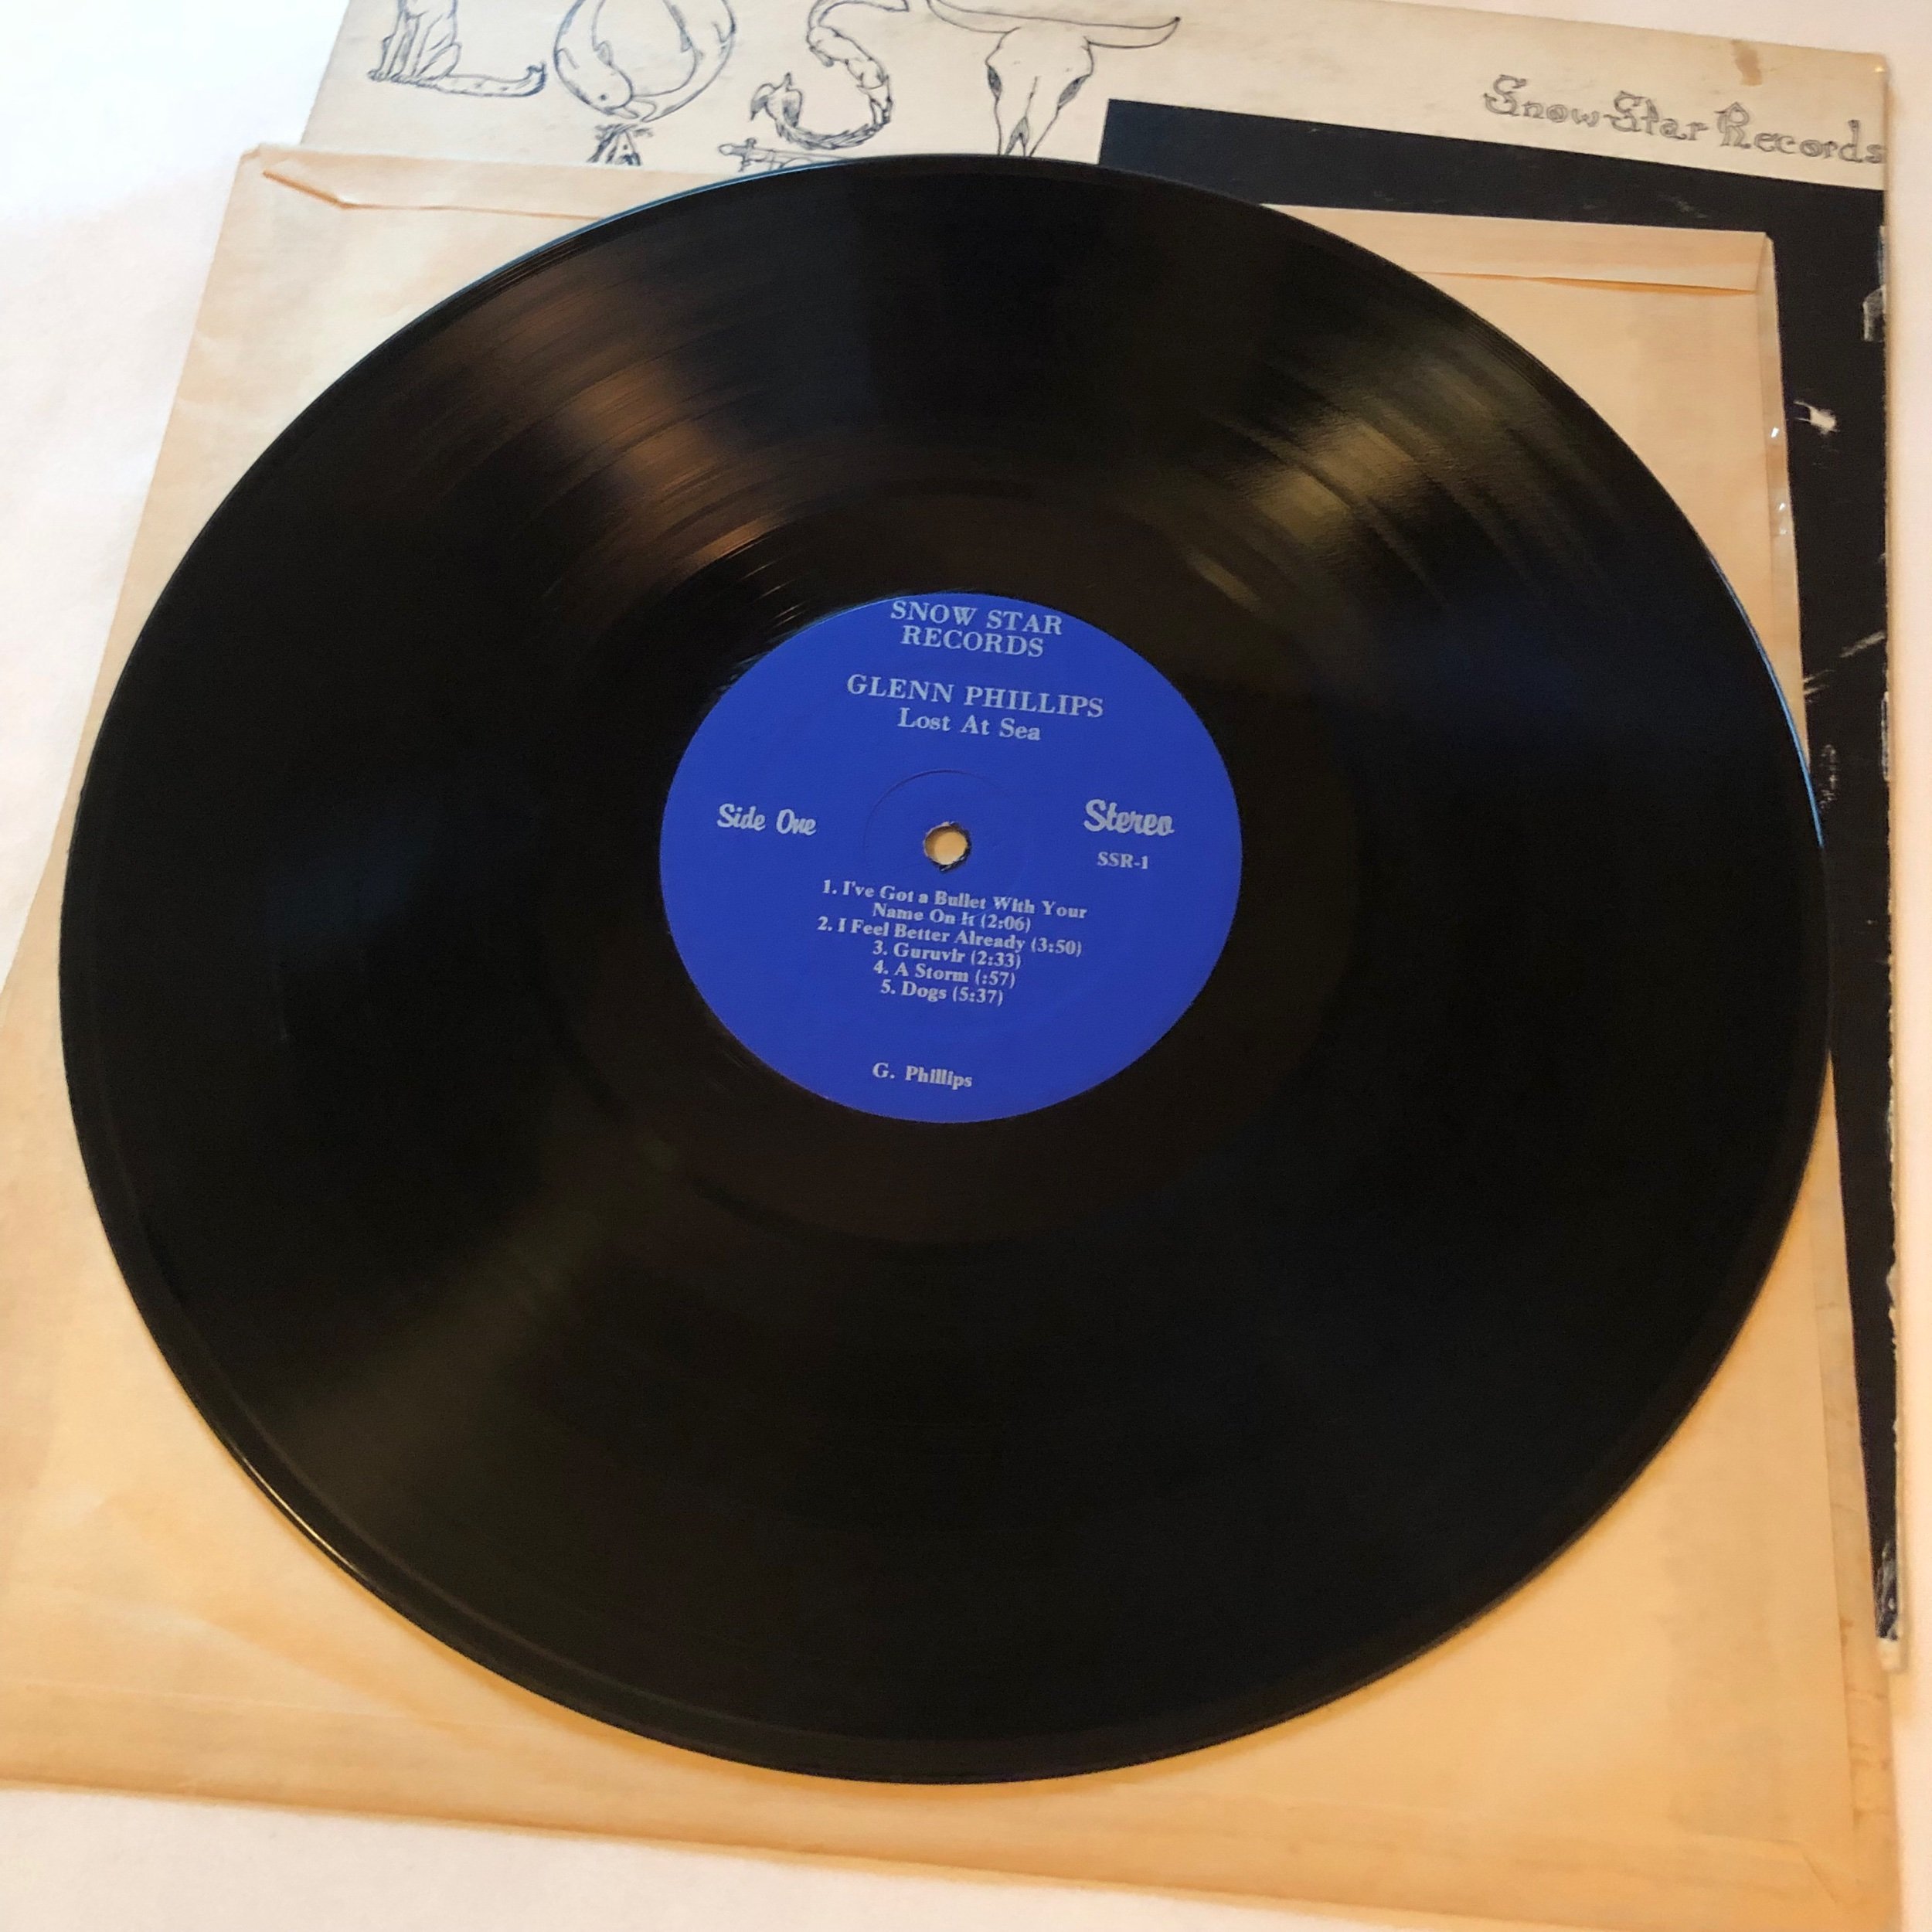 LOST
Snow Star Records
SNOW STAR
RECORDS
GLENN PHILLIPS
Lost At Sea
Side One
Stereo
SSR-1
1. I've Got a Bullet With Your
Name On It (2:06)
2. I Feel Better Already (3:50)
3. Guruvir (2:33)
4. A Storm (:57)
5. Dogs (5:37)
G. Phillips